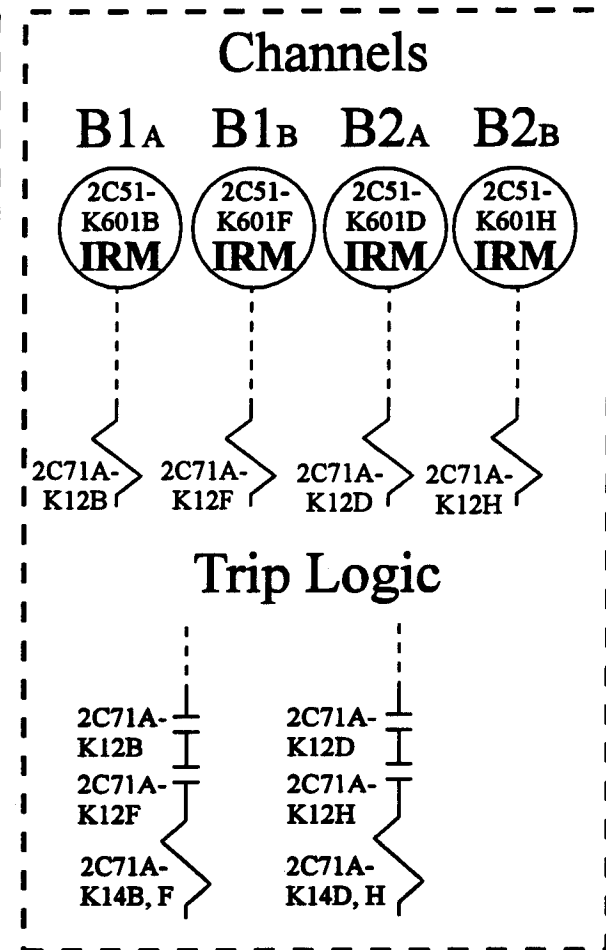 Channels
B1A B1B B2A B2B
2C51- 2C51- 2C51- 2C51-
K601B K601F K601D K601H
IRM IRM IRM IRM
2C71A- 2C71A- 2C71A- 2C71A-
K12B K12F K12D K12H
Trip Logic
2C71A- 2C71A-
K12B K12D
2C71A- 2C71A-
K12F K12H
2C71A- 2C71A-
K14B, F K14D, H